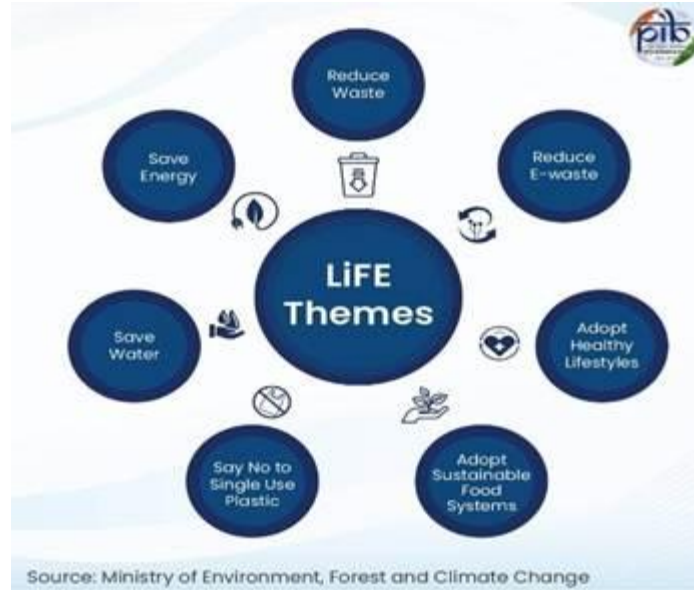 pib
Reduce
Waste
Reduce
E-waste
Adopt
Healthy
Lifestyles
Adopt
Sustainable
Food
Systems
Say No to
Single Use
Plastic
Save
Water
Save
Energy
LiFE
Themes
Source: Ministry of Environment, Forest and Climate Change